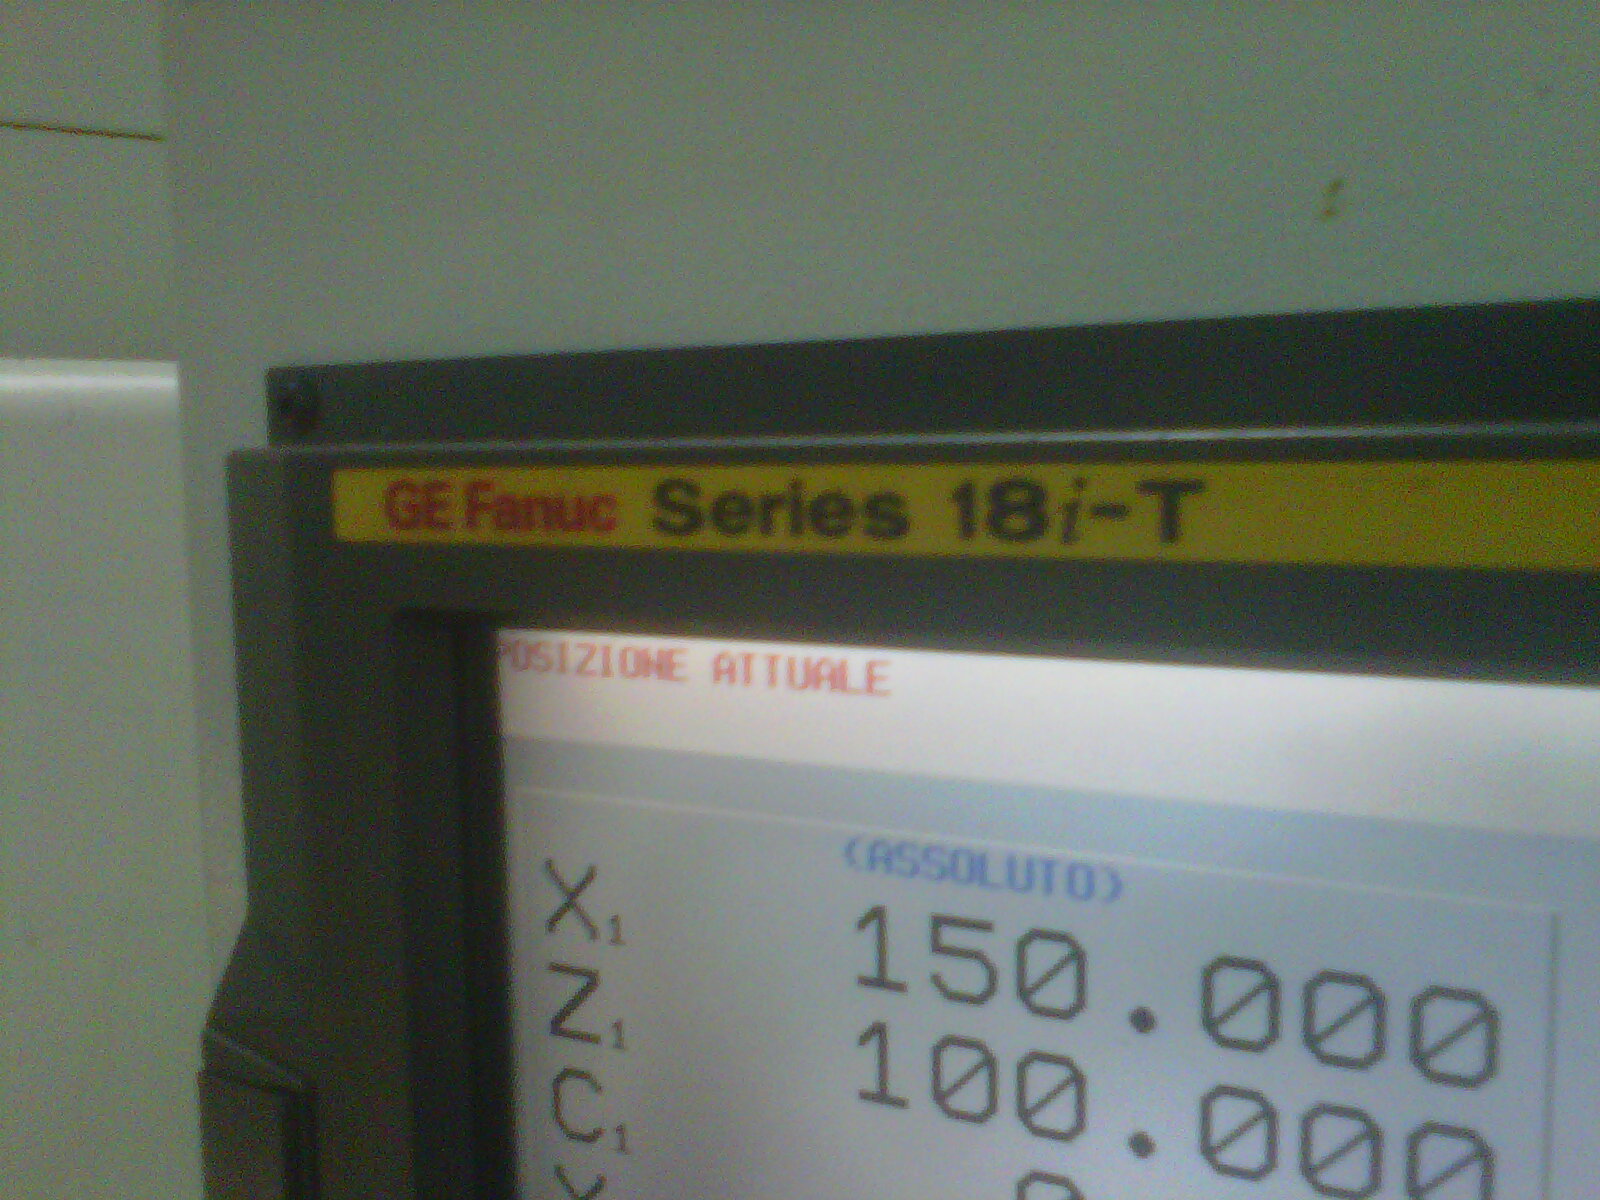 GE Fanuc Series 18i-T
POSIZIONE ATTUALE
(ASSOLUTO)
X1 150.000
Z1 100.000
C1